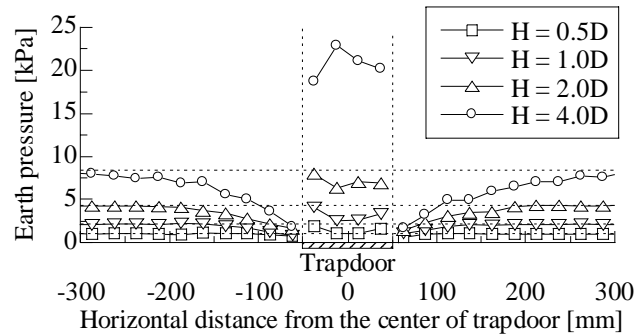 25
20
15
10
5
0
Earth pressure [kPa]
H = 0.5D
H = 1.0D
H = 2.0D
H = 4.0D
Trapdoor
-300 -200 -100 0 100 200 300
Horizontal distance from the center of trapdoor [mm]